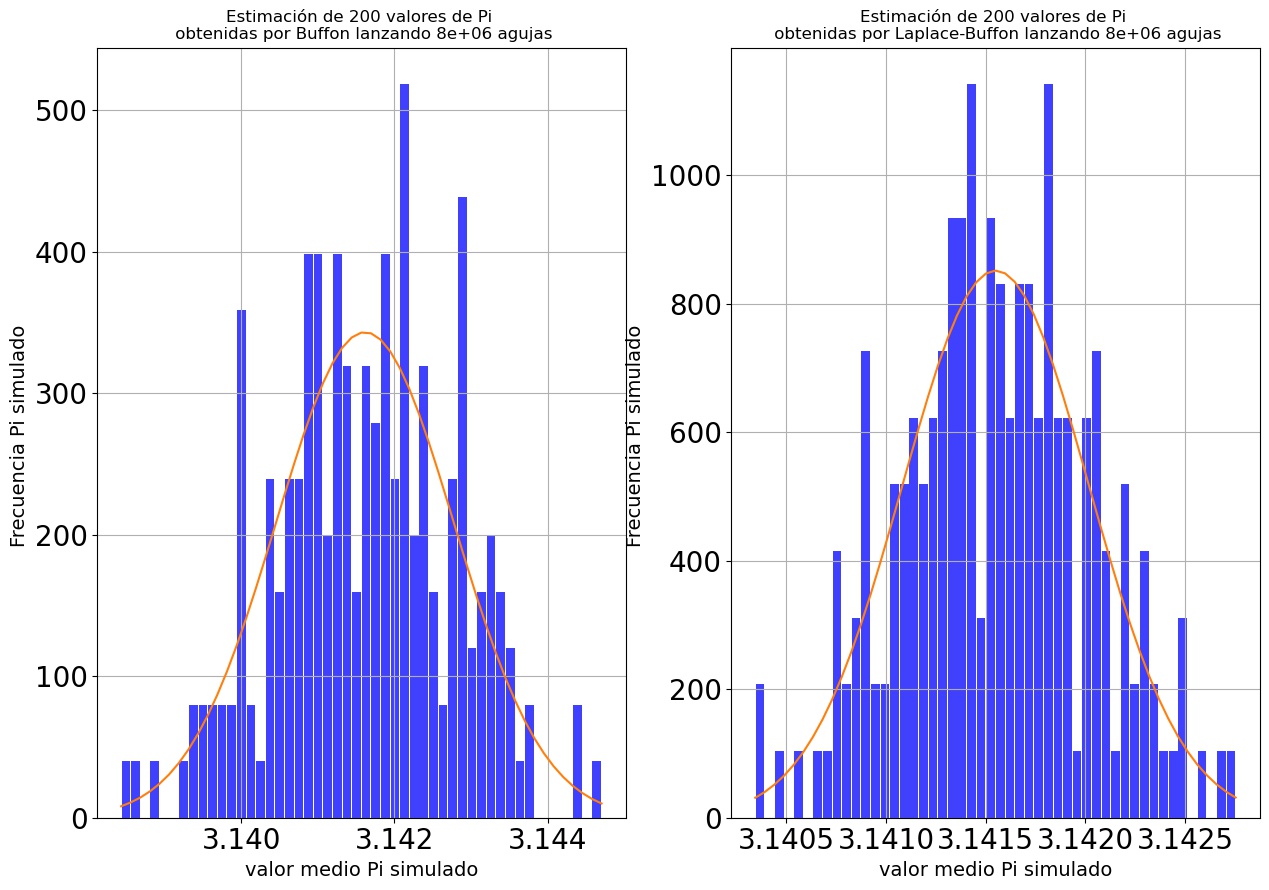 Estimación de 200 valores de Pi
obtenidas por Buffon lanzando 8e+06 agujas
500
400
300
200
100
0
Frecuencia Pi simulado
3.140
3.142
3.144
valor medio Pi simulado
Estimación de 200 valores de Pi
obtenidas por Laplace-Buffon lanzando 8e+06 agujas
1000
800
600
400
200
0
Frecuencia Pi simulado
3.1405
3.1410
3.1415
3.1420
3.1425
valor medio Pi simulado